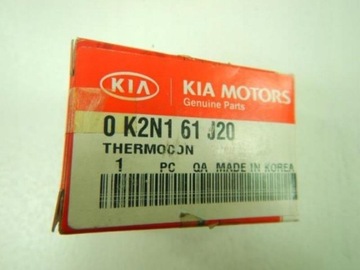 KIA KIA MOTORS
Genuine Parts
0 K2N1 61 J20
THERMOCON
1 PC QA MADE IN KOREA